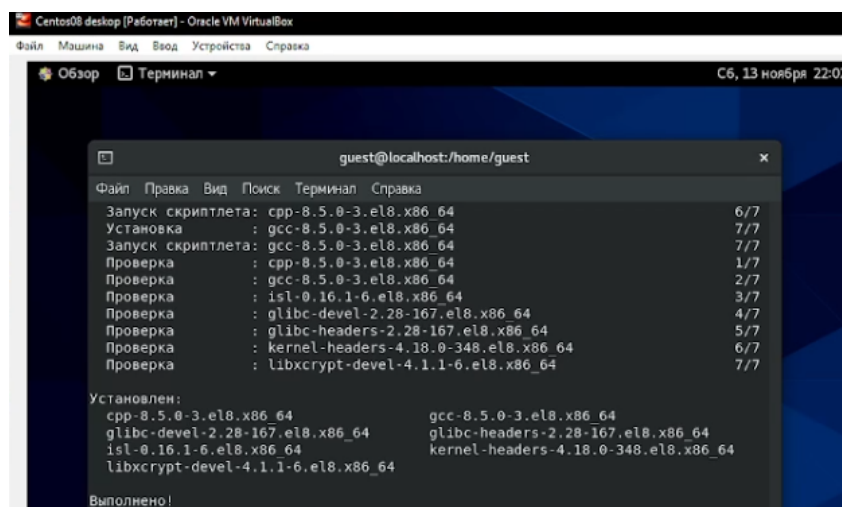 Centos08 deskop [Работает] - Oracle VM VirtualBox
Файл Машина Вид Ввод Устройства Справка
Обзор Терминал Сб, 13 ноября 22:0
guest@localhost:/home/guest ×
Файл Правка Вид Поиск Терминал Справка
Запуск скриптлета: cpp-8.5.0-3.el8.x86_64 6/7
Установка : gcc-8.5.0-3.el8.x86_64 7/7
Запуск скриптлета: gcc-8.5.0-3.el8.x86_64 7/7
Проверка : cpp-8.5.0-3.el8.x86_64 1/7
Проверка : gcc-8.5.0-3.el8.x86_64 2/7
Проверка : isl-0.16.1-6.el8.x86_64 3/7
Проверка : glibc-devel-2.28-167.el8.x86_64 4/7
Проверка : glibc-headers-2.28-167.el8.x86_64 5/7
Проверка : kernel-headers-4.18.0-348.el8.x86_64 6/7
Проверка : libxcrypt-devel-4.1.1-6.el8.x86_64 7/7
Установлен:
cpp-8.5.0-3.el8.x86_64 gcc-8.5.0-3.el8.x86_64
glibc-devel-2.28-167.el8.x86_64 glibc-headers-2.28-167.el8.x86_64
isl-0.16.1-6.el8.x86_64 kernel-headers-4.18.0-348.el8.x86_64
libxcrypt-devel-4.1.1-6.el8.x86_64
Выполнено!